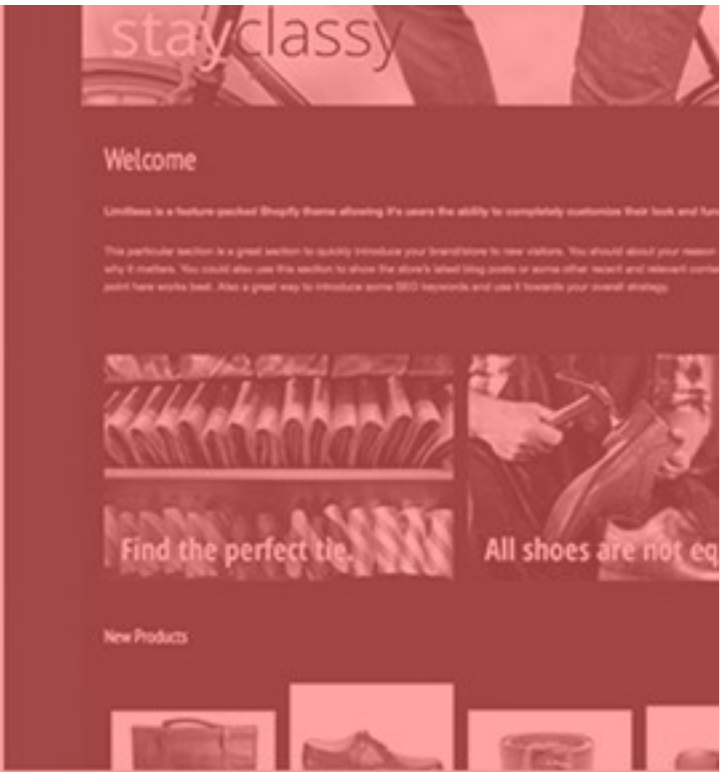 stayclassy
Welcome
Limitless is a feature-packed Shopify theme allowing it's users the ability to completely customize their look and
This particular section is a great section to quickly introduce your brand/store to new visitors. You should about your reason
why it matters. You could also use this section to show the store's latest blog posts or some other recent and relevant
point here works best. Also a great way to introduce some SEO keywords and use it towards your overall strategy.
Find the perfect tie.
All shoes are not eq
New Products